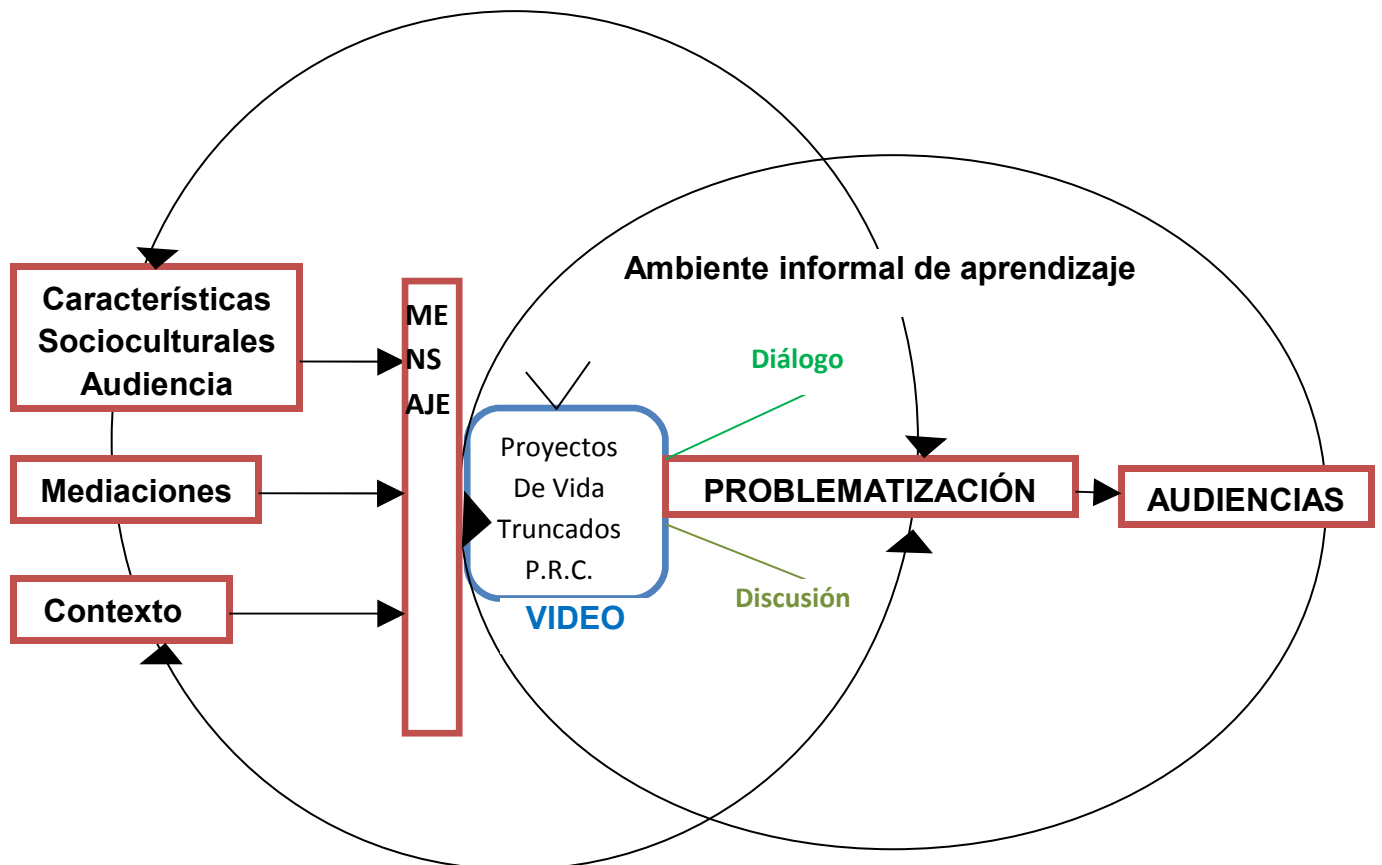 Ambiente informal de aprendizaje
Característísticas
Socioculturales
Audiencia
ME
NS
AJE
Diálogo
Proyectos
De Vida
Truncados
P.R.C.
VIDEO
Mediaciones
PROBLEMATIZACIÓN
AUDIENCIAS
Discusión
Contexto